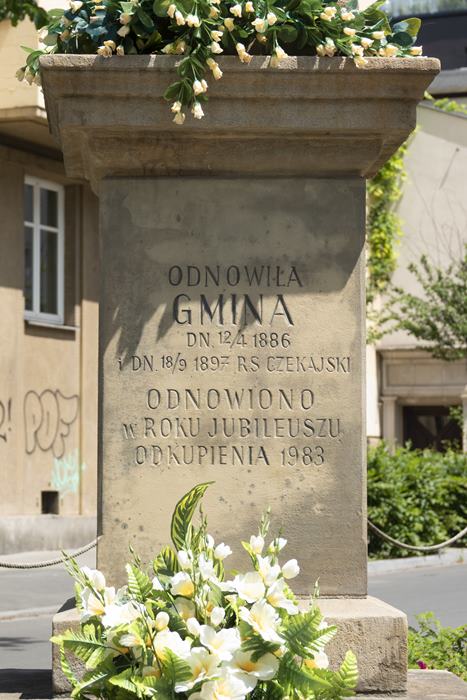 ODNOWIŁA
GMINA
DN. 12/4 1886
i DN. 18/9 1897 R.S CZEKAJSKI
ODNOWIONO
w ROKU JUBILEUSZU
ODKUPIENIA 1983